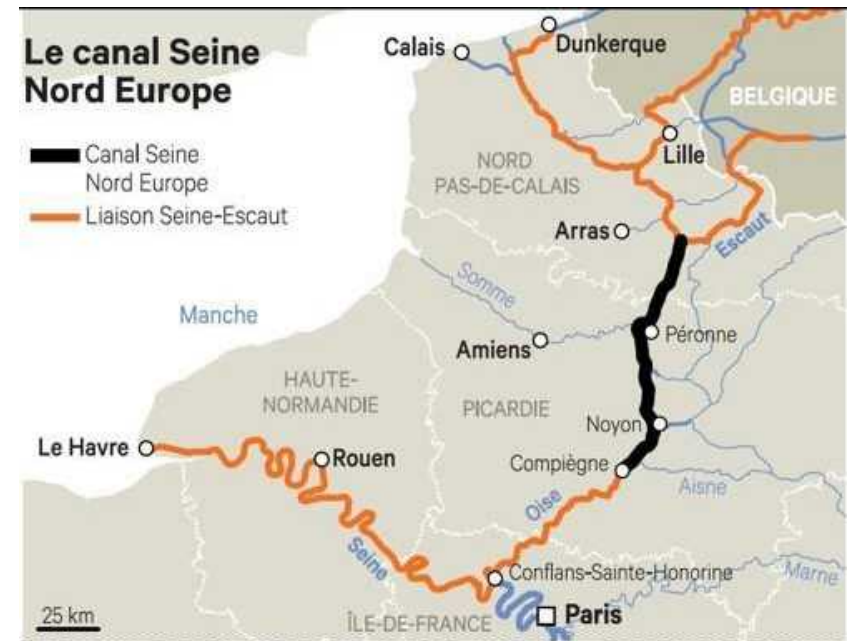 Le canal Seine
Nord Europe
Canal Seine
Nord Europe
Liaison Seine-Escaut
Calais
Dunkerque
BELGIQUE
Lille
NORD
PAS-DE-CALAIS
Arras
Escaut
Somme
Manche
Péronne
Amiens
HAUTE-
NORMANDIE
PICARDIE
Noyon
Le Havre
Rouen
Compiègne
Aisne
Oise
Seine
Conflans-Sainte-Honorine
Marne
25 km
ÎLE-DE-FRANCE
Paris